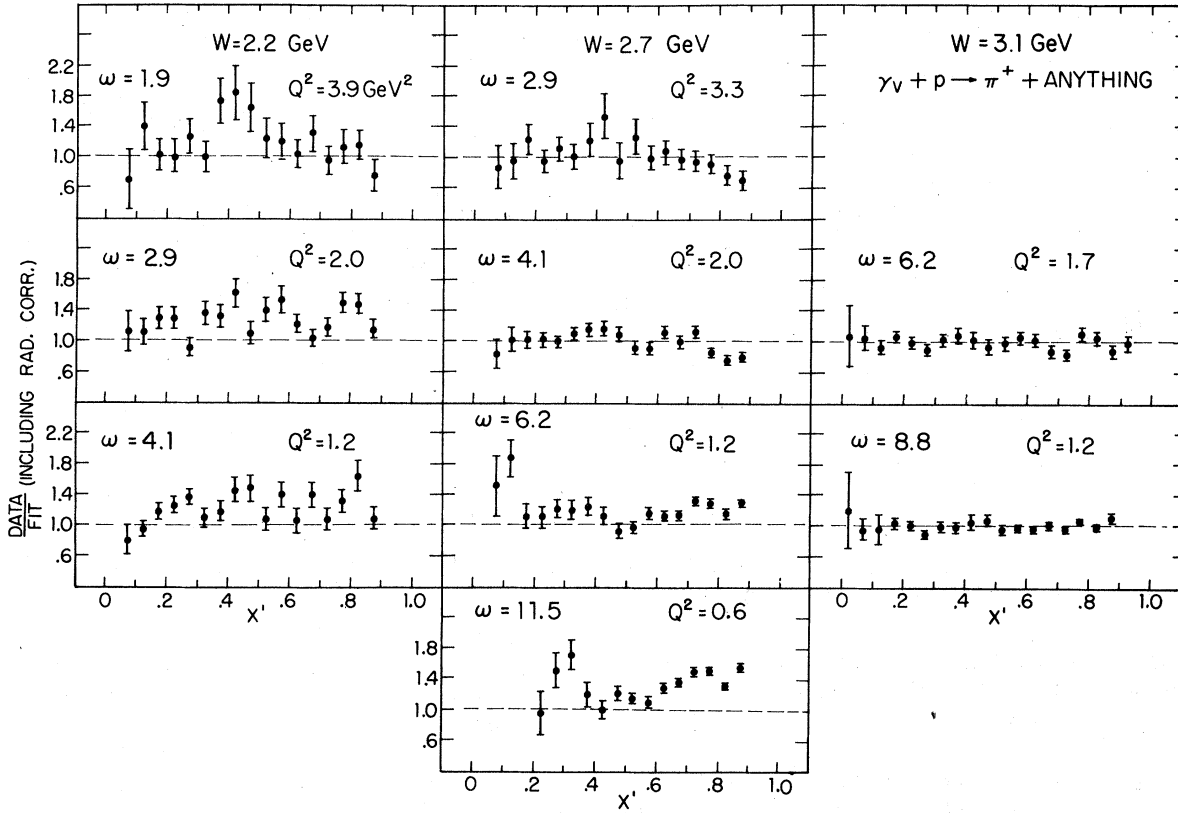 W=2.2 GeV
W=2.7 GeV
W=3.1 GeV
γV + p → π+ + ANYTHING
ω = 1.9
Q²=3.9 GeV²
2.2
1.8
1.4
1.0
.6
ω = 2.9
Q²=3.3
ω = 2.9
Q²=2.0
1.8
1.4
1.0
.6
ω = 4.1
Q²=2.0
ω = 6.2
Q²=1.7
ω = 4.1
Q²=1.2
2.2
1.8
1.4
1.0
.6
ω = 6.2
Q²=1.2
ω = 8.8
Q²=1.2
DATA
FIT (INCLUDING RAD. CORR.)
0 .2 .4 .6 .8 1.0
X'
0 .2 .4 .6 .8 1.0
X'
ω = 11.5
Q²=0.6
1.8
1.4
1.0
.6
0 .2 .4 .6 .8 1.0
X'